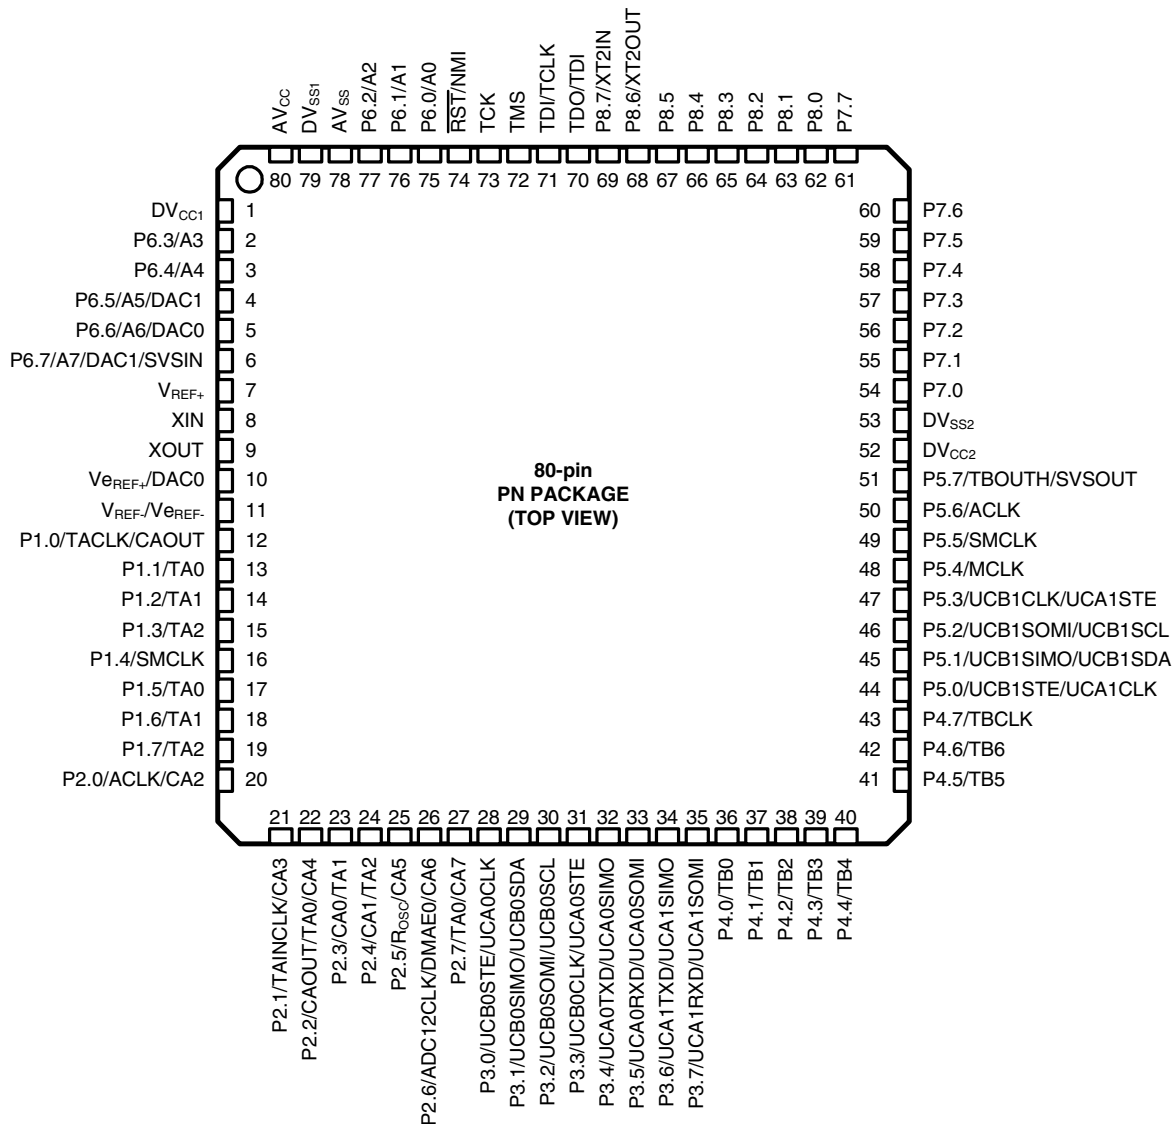 AVCC
DVSS1
AVSS
P6.2/A2
P6.1/A1
P6.0/A0
RST/NMI
TCK
TMS
TDI/TCLK
TDO/TDI
P8.7/XT2IN
P8.6/XT2OUT
P8.5
P8.4
P8.3
P8.2
P8.1
P8.0
P7.7
80 79 78 77 76 75 74 73 72 71 70 69 68 67 66 65 64 63 62 61
DVCC1 1
P6.3/A3 2
P6.4/A4 3
P6.5/A5/DAC1 4
P6.6/A6/DAC0 5
P6.7/A7/DAC1/SVSIN 6
VREF+ 7
XIN 8
XOUT 9
VeREF+/DAC0 10
VREF-/VeREF- 11
P1.0/TACLK/CAOUT 12
P1.1/TA0 13
P1.2/TA1 14
P1.3/TA2 15
P1.4/SMCLK 16
P1.5/TA0 17
P1.6/TA1 18
P1.7/TA2 19
P2.0/ACLK/CA2 20
80-pin
PN PACKAGE
(TOP VIEW)
60 P7.6
59 P7.5
58 P7.4
57 P7.3
56 P7.2
55 P7.1
54 P7.0
53 DVSS2
52 DVCC2
51 P5.7/TBOUTH/SVSOUT
50 P5.6/ACLK
49 P5.5/SMCLK
48 P5.4/MCLK
47 P5.3/UCB1CLK/UCA1STE
46 P5.2/UCB1SOMI/UCB1SCL
45 P5.1/UCB1SIMO/UCB1SDA
44 P5.0/UCB1STE/UCA1CLK
43 P4.7/TBCLK
42 P4.6/TB6
41 P4.5/TB5
21 22 23 24 25 26 27 28 29 30 31 32 33 34 35 36 37 38 39 40
P2.1/TAINCLK/CA3
P2.2/CAOUT/TA0/CA4
P2.3/CA0/TA1
P2.4/CA1/TA2
P2.5/ROSC/CA5
P2.6/ADC12CLK/DMAE0/CA6
P2.7/TA0/CA7
P3.0/UCB0STE/UCA0CLK
P3.1/UCB0SIMO/UCB0SDA
P3.2/UCB0SOMI/UCB0SCL
P3.3/UCB0CLK/UCA0STE
P3.4/UCA0TXD/UCA0SIMO
P3.5/UCA0RXD/UCA0SOMI
P3.6/UCA1TXD/UCA1SIMO
P3.7/UCA1RXD/UCA1SOMI
P4.0/TB0
P4.1/TB1
P4.2/TB2
P4.3/TB3
P4.4/TB4